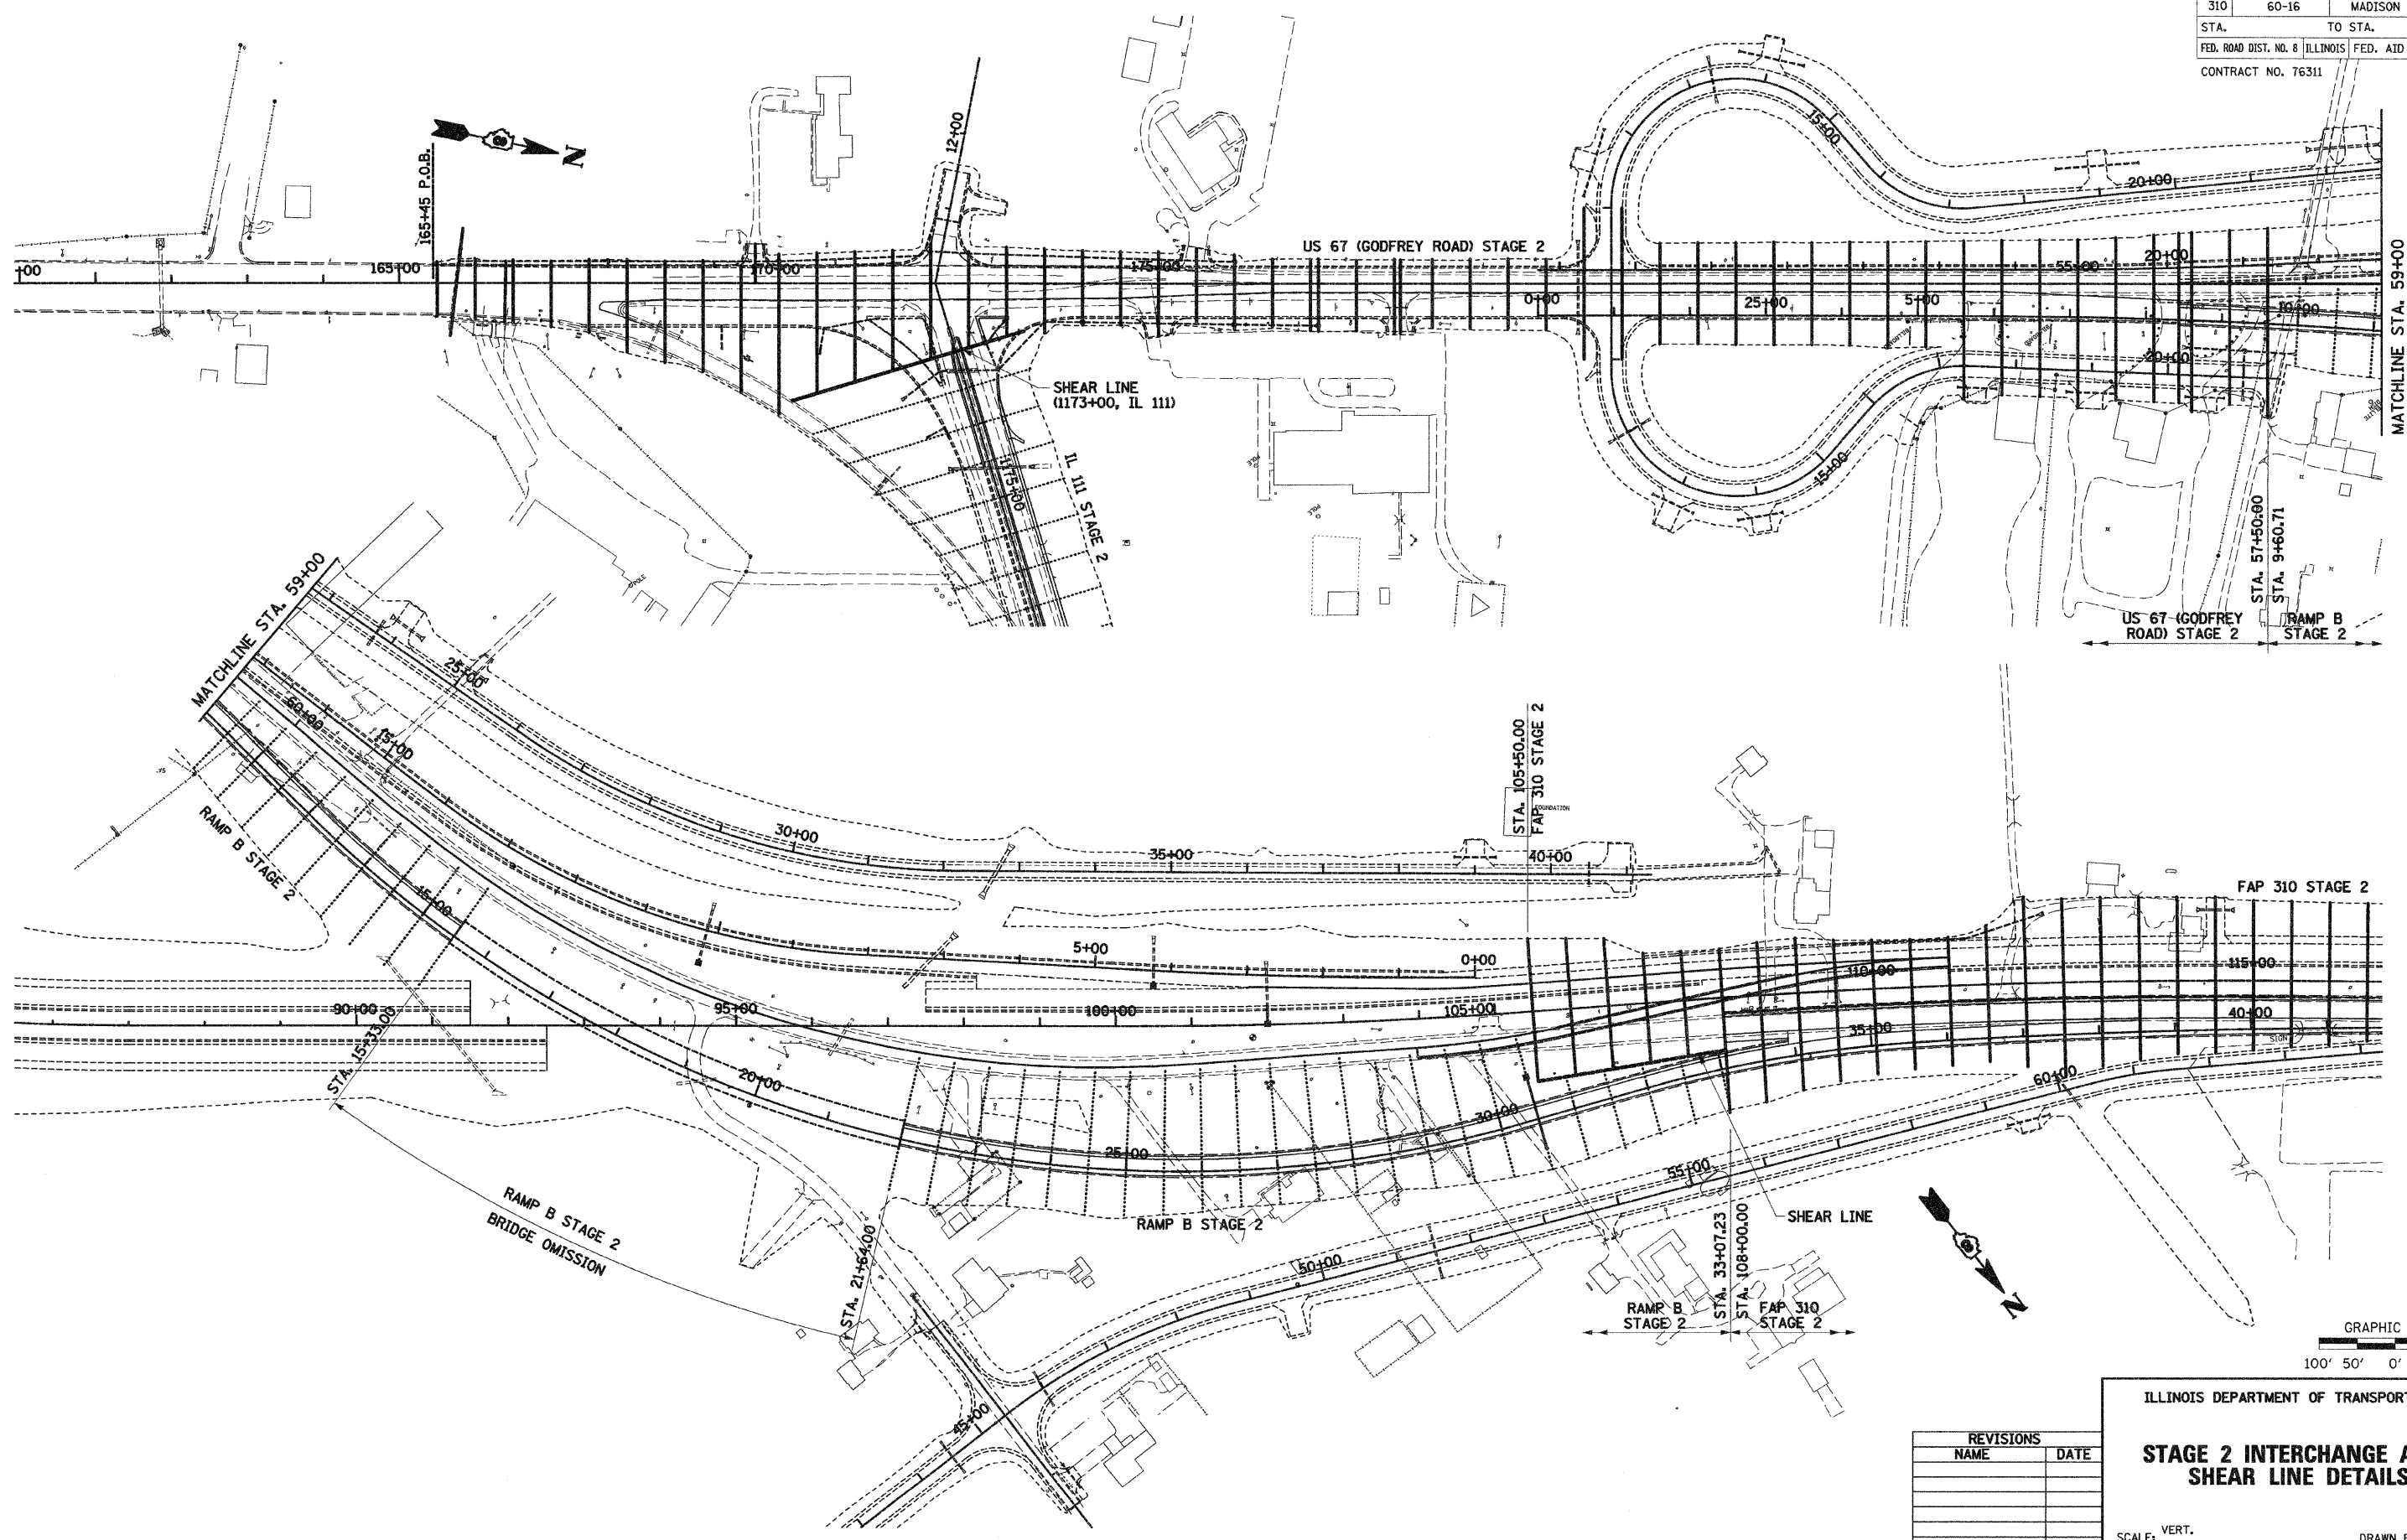 310 60-16 MADISON
STA. TO STA.
FED. ROAD DIST. NO. 8 ILLINOIS FED. AID
CONTRACT NO. 76311
N
165+45 P.O.B.
12+00
+00
165+00
170+00
175+00
US 67 (GODFREY ROAD) STAGE 2
0+00
25+00
5+00
55+00
20+00
10+00
20+00
15+00
20+00
15+00
MATCHLINE STA. 59+00
SHEAR LINE
(1173+00, IL 111)
1175+00
IL 111 STAGE 2
POLE
POLE
POLE
STA. 57+50.00
STA. 9+60.71
US 67 (GODFREY
ROAD) STAGE 2
RAMP B
STAGE 2
MATCHLINE STA. 59+00
25+00
60+00
15+00
RAMP B STAGE 2
15+00
30+00
35+00
40+00
STA. 105+50.00
FAP 310 STAGE 2
FOUNDATION
5+00
0+00
FAP 310 STAGE 2
90+00
95+00
100+00
105+00
110+00
115+00
35+00
40+00
SIGN
STA. 15+33.00
20+00
25+00
30+00
RAMP B STAGE 2
BRIDGE OMISSION
STA. 21+64.00
RAMP B STAGE 2
45+00
50+00
55+00
60+00
SHEAR LINE
STA. 33+07.23
STA. 108+00.00
RAMP B
STAGE 2
FAP 310
STAGE 2
N
GRAPHIC
100' 50' 0'
ILLINOIS DEPARTMENT OF TRANSPOR
REVISIONS
NAME DATE
STAGE 2 INTERCHANGE
SHEAR LINE DETAILS
SCALE: VERT.
DRAWN